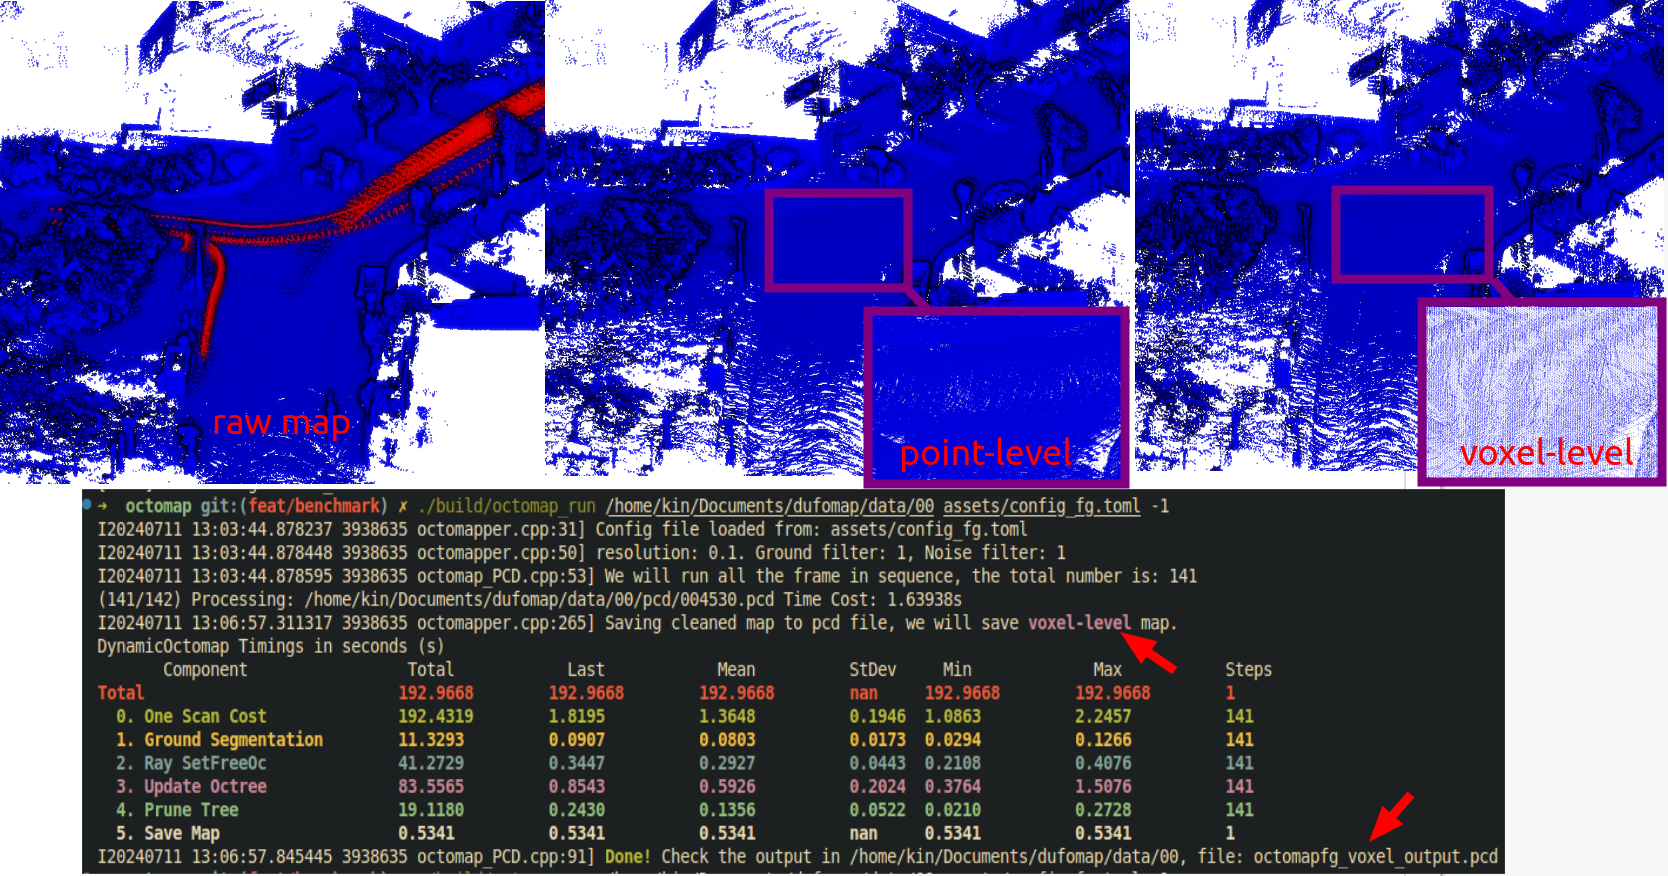 raw map
point-level
voxel-level
➜ octomap git:(feat/benchmark) ✗ ./build/octomap_run /home/kin/Documents/dufomap/data/00 assets/config_fg.toml -1
I20240711 13:03:44.878237 3938635 octomapper.cpp:31] Config file loaded from: assets/config_fg.toml
I20240711 13:03:44.878448 3938635 octomapper.cpp:50] resolution: 0.1. Ground filter: 1, Noise filter: 1
I20240711 13:03:44.878595 3938635 octomap_PCD.cpp:53] We will run all the frame in sequence, the total number is: 141
(141/142) Processing: /home/kin/Documents/dufomap/data/00/pcd/004530.pcd Time Cost: 1.63938s
I20240711 13:06:57.311317 3938635 octomapper.cpp:265] Saving cleaned map to pcd file, we will save voxel-level map.
DynamicOctomap Timings in seconds (s)
Component Total Last Mean StDev Min Max Steps
Total 192.9668 192.9668 192.9668 nan 192.9668 192.9668 1
0. One Scan Cost 192.4319 1.8195 1.3648 0.1946 1.0863 2.2457 141
1. Ground Segmentation 11.3293 0.0907 0.0803 0.0173 0.0294 0.1266 141
2. Ray SetFreeOc 41.2729 0.3447 0.2927 0.0443 0.2108 0.4076 141
3. Update Octree 83.5565 0.8543 0.5926 0.2024 0.3764 1.5076 141
4. Prune Tree 19.1180 0.2430 0.1356 0.0522 0.0210 0.2728 141
5. Save Map 0.5341 0.5341 0.5341 nan 0.5341 0.5341 1
I20240711 13:06:57.845445 3938635 octomap_PCD.cpp:91] Done! Check the output in /home/kin/Documents/dufomap/data/00, file: octomapfg_voxel_output.pcd